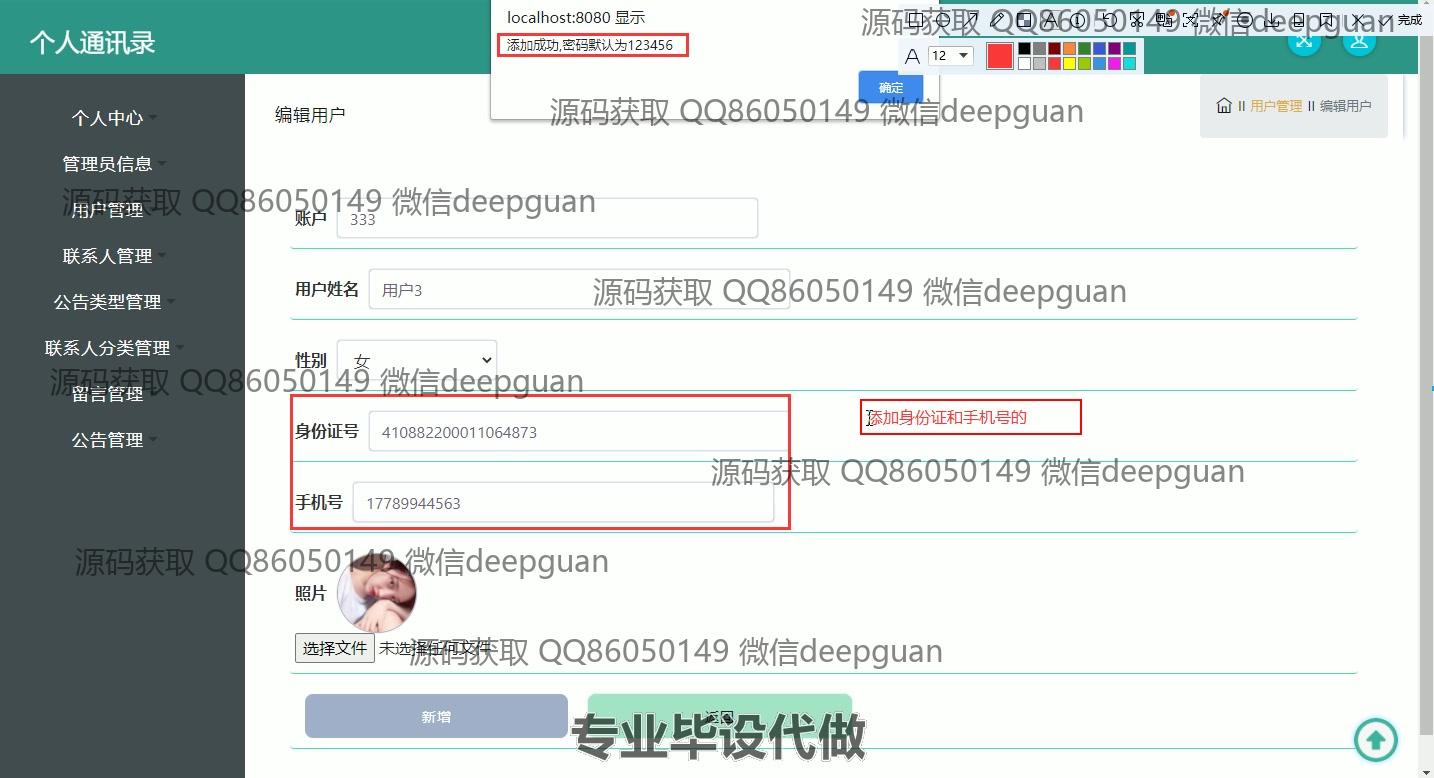 个人通讯录
localhost:8080 显示
添加成功,密码默认为123456
确定
源码获取 QQ86050149 微信deepguan
完成
A 12
源码获取 QQ86050149 微信deepguan
编辑用户
用户管理 编辑用户
个人中心
管理员信息
用户管理
联系人管理
公告类型管理
联系人分类管理
留言管理
公告管理
源码获取 QQ86050149 微信deepguan
账户 333
用户姓名 用户3
源码获取 QQ86050149 微信deepguan
性别 女
源码获取 QQ86050149 微信deepguan
身份证号 410882200011064873
添加身份证和手机号的
源码获取 QQ86050149 微信deepguan
手机号 17789944563
源码获取 QQ86050149 微信deepguan
照片
选择文件 未选择任何文件
源码获取 QQ86050149 微信deepguan
新增 返回
专业毕设代做